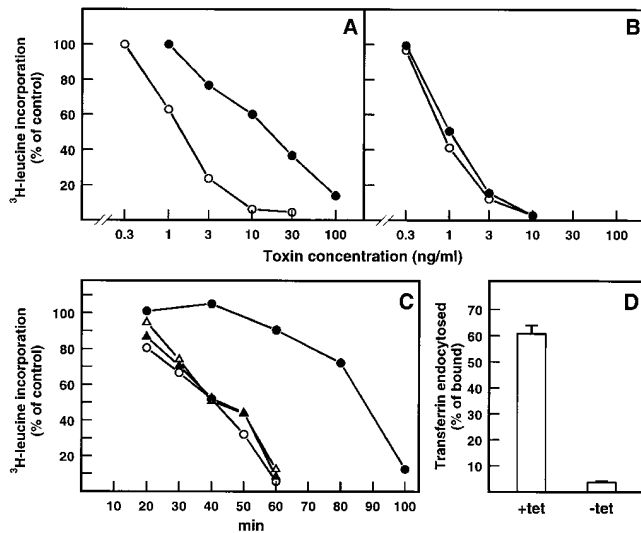 A
B
³H-leucine incorporation
(% of control)
100
80
60
40
20
0.3 1 3 10 30 100
0.3 1 3 10 30 100
Toxin concentration (ng/ml)
C
D
³H-leucine incorporation
(% of control)
100
80
60
40
20
10 20 30 40 50 60 70 80 90 100
min
Transferrin endocytosed
(% of bound)
70
60
50
40
30
20
10
+tet -tet